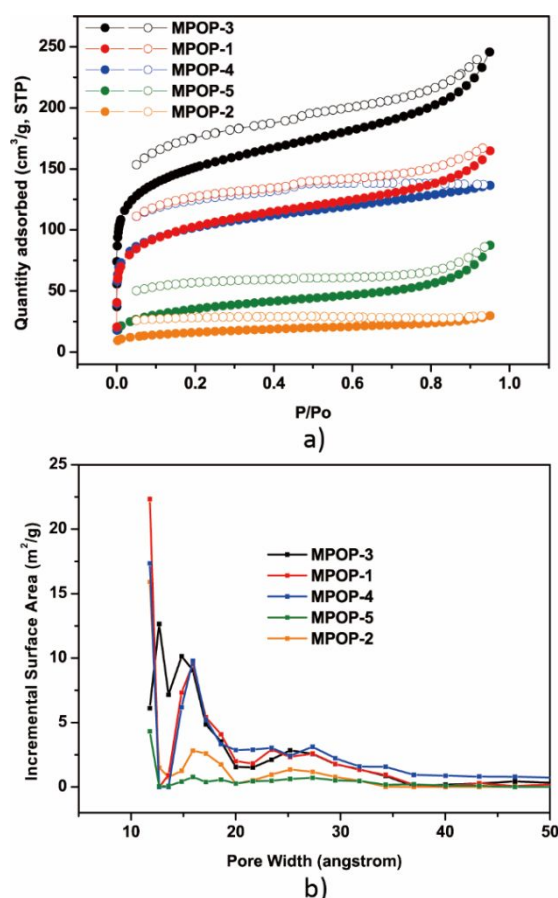 MPOP-3
MPOP-1
MPOP-4
MPOP-5
MPOP-2
Quantity adsorbed (cm³/g, STP)
250
200
150
100
50
0
0.0 0.2 0.4 0.6 0.8 1.0
P/Po
a)
Incremental Surface Area (m²/g)
25
20
15
10
5
0
MPOP-3
MPOP-1
MPOP-4
MPOP-5
MPOP-2
10 20 30 40 50
Pore Width (angstrom)
b)